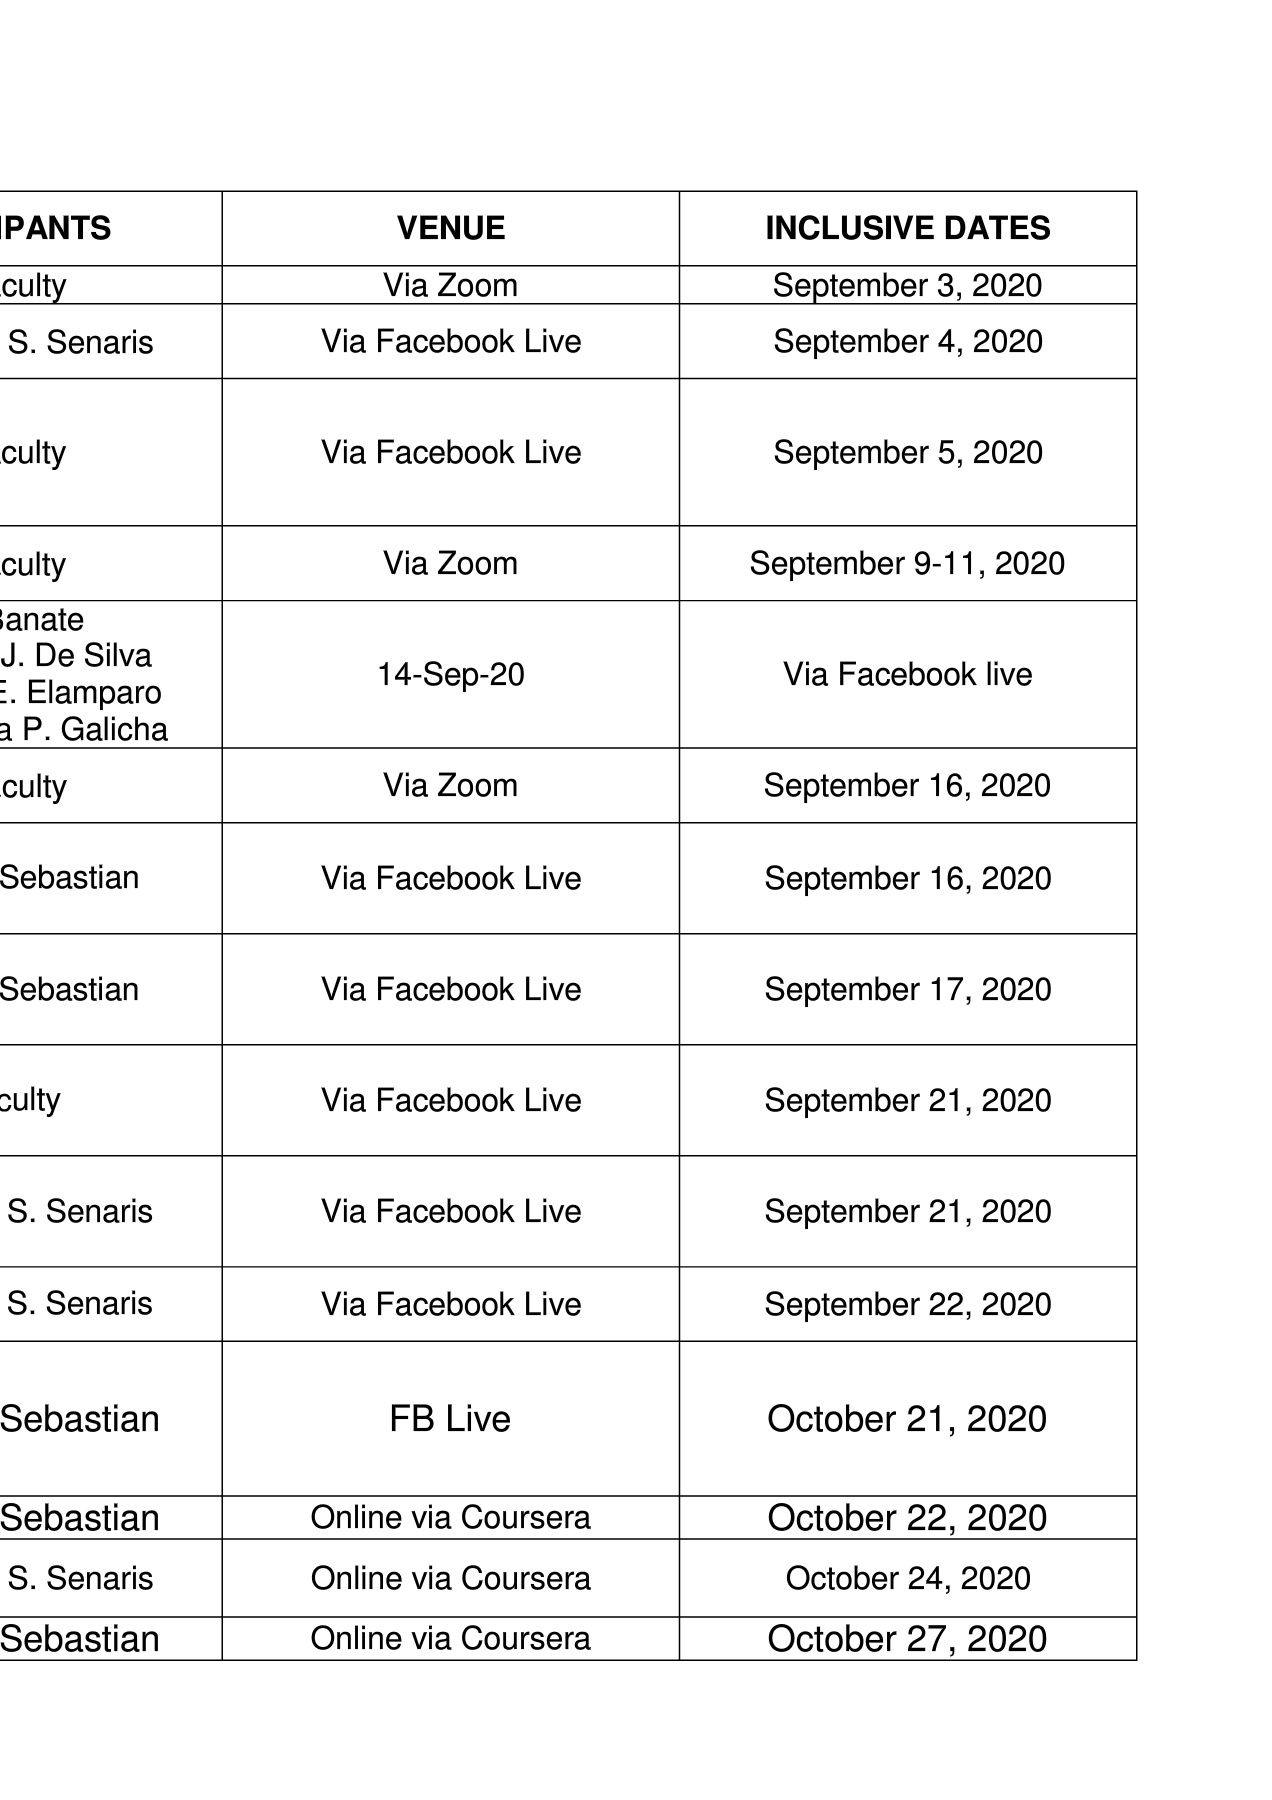 IPANTS VENUE INCLUSIVE DATES
culty Via Zoom September 3, 2020
S. Senaris Via Facebook Live September 4, 2020
culty Via Facebook Live September 5, 2020
culty Via Zoom September 9-11, 2020
Banate
J. De Silva
E. Elamparo
a P. Galicha
14-Sep-20 Via Facebook live
culty Via Zoom September 16, 2020
Sebastian Via Facebook Live September 16, 2020
Sebastian Via Facebook Live September 17, 2020
culty Via Facebook Live September 21, 2020
S. Senaris Via Facebook Live September 21, 2020
S. Senaris Via Facebook Live September 22, 2020
Sebastian FB Live October 21, 2020
Sebastian Online via Coursera October 22, 2020
S. Senaris Online via Coursera October 24, 2020
Sebastian Online via Coursera October 27, 2020